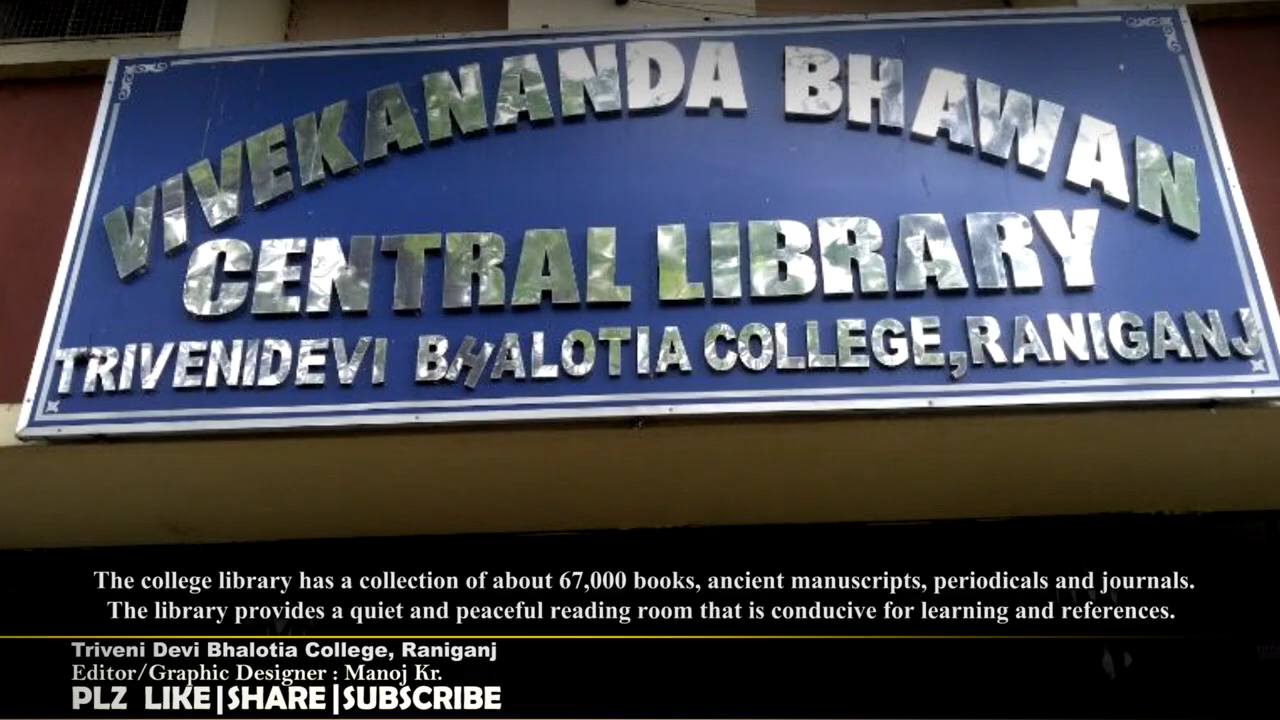 VIVEKANANDA BHAWAN
CENTRAL LIBRARY
TRIVENIDEVI BHALOTIA COLLEGE, RANIGANJ
The college library has a collection of about 67,000 books, ancient manuscripts, periodicals and journals.
The library provides a quiet and peaceful reading room that is conducive for learning and references.
Triveni Devi Bhalotia College, Raniganj
Editor/Graphic Designer : Manoj Kr.
PLZ LIKE|SHARE|SUBSCRIBE